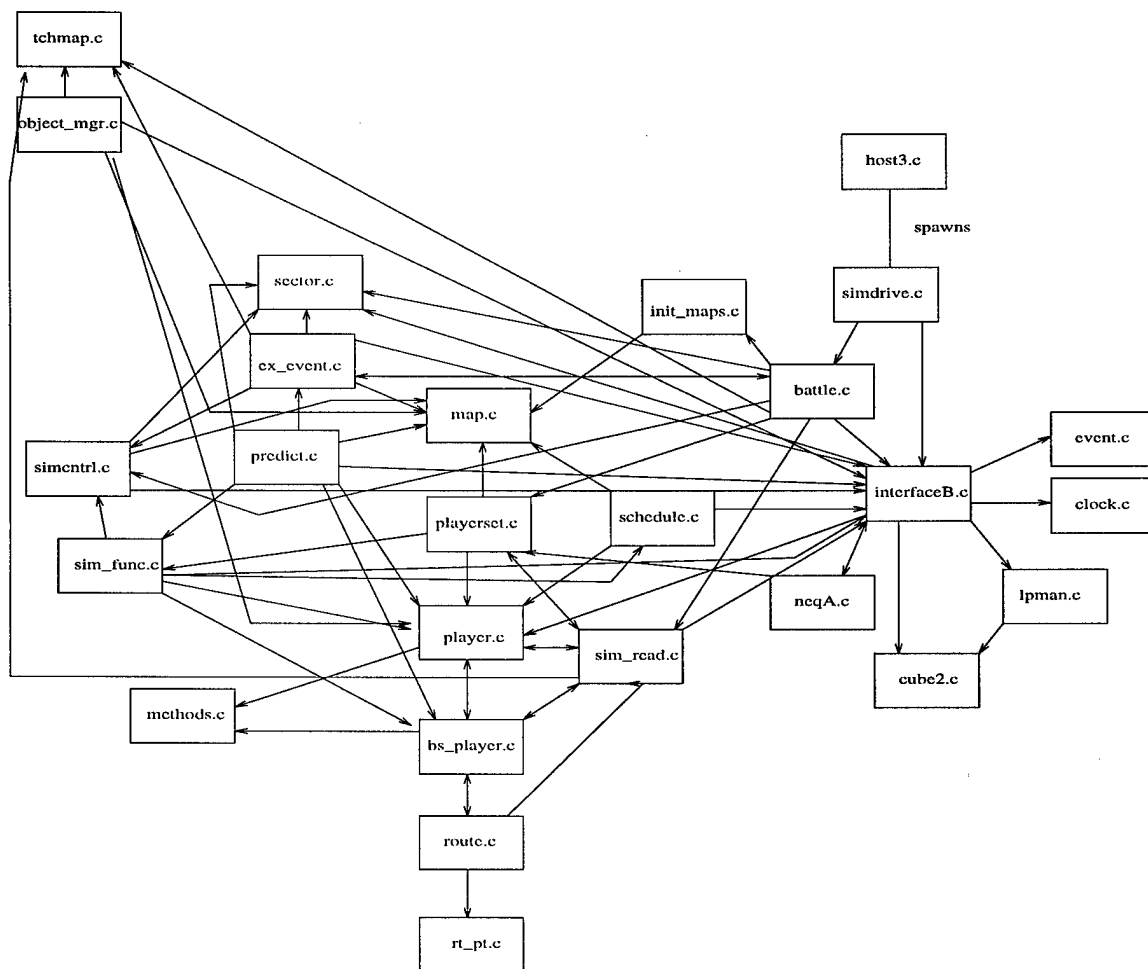 tchmap.c
object_mgr.c
host3.c
spawns
sector.c
simdrive.c
init_maps.c
ex_event.c
battle.c
map.c
event.c
predict.c
simcntrl.c
interfaceB.c
clock.c
playerset.c
schedule.c
sim_func.c
neqA.c
lpman.c
player.c
sim_read.c
cube2.c
methods.c
bs_player.c
route.c
rt_pt.c